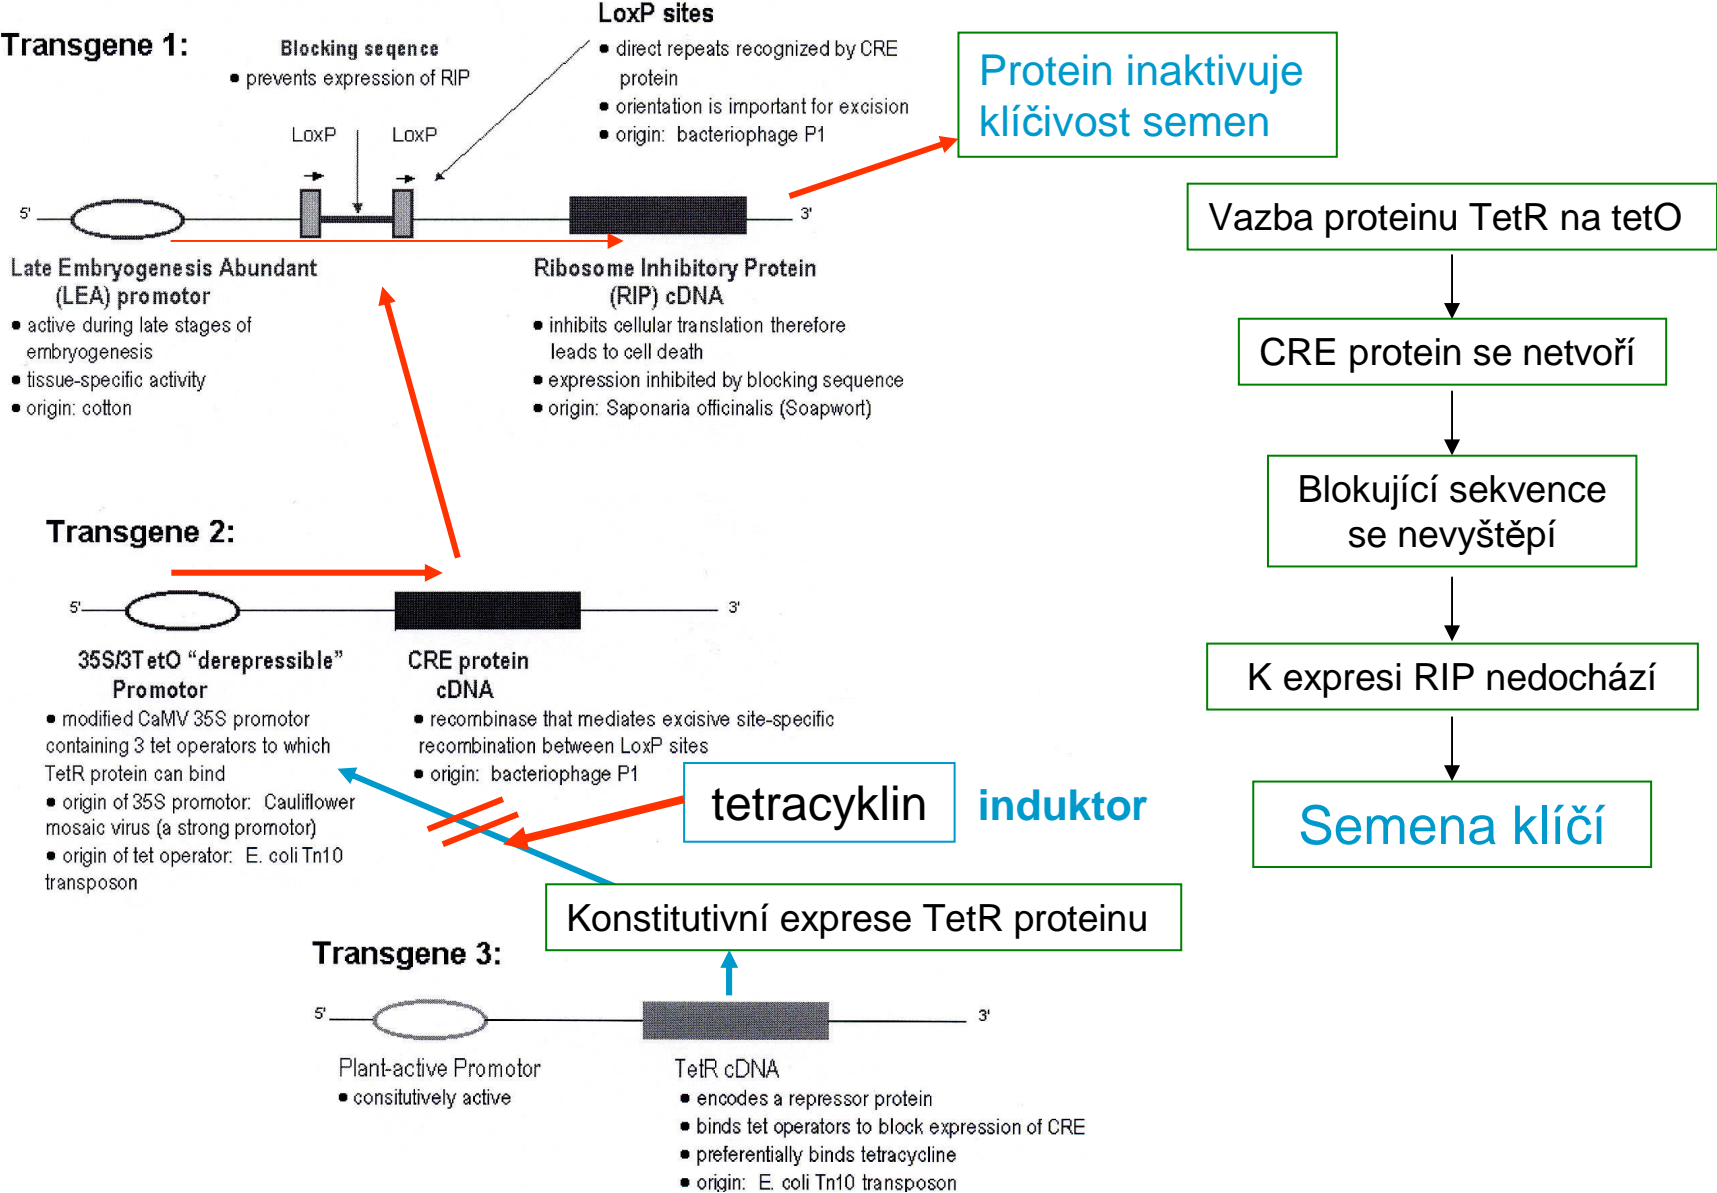 Transgene 1:
Blocking seqence
• prevents expression of RIP
LoxP sites
• direct repeats recognized by CRE
protein
• orientation is important for excision
• origin: bacteriophage P1
LoxP
LoxP
5'
3'
Late Embryogenesis Abundant
(LEA) promotor
• active during late stages of
embryogenesis
• tissue-specific activity
• origin: cotton
Ribosome Inhibitory Protein
(RIP) cDNA
• inhibits cellular translation therefore
leads to cell death
• expression inhibited by blocking sequence
• origin: Saponaria officinalis (Soapwort)
Protein inaktivuje
klíčivost semen
Vazba proteinu TetR na tetO
CRE protein se netvoří
Blokující sekvence
se nevyštěpí
K expresi RIP nedochází
Semena klíčí
Transgene 2:
5'
3'
35S/3TetO "derepressible"
Promotor
• modified CaMV 35S promotor
containing 3 tet operators to which
TetR protein can bind
• origin of 35S promotor: Cauliflower
mosaic virus (a strong promotor)
• origin of tet operator: E. coli Tn10
transposon
CRE protein
cDNA
• recombinase that mediates excisive site-specific
recombination between LoxP sites
• origin: bacteriophage P1
tetracyklin
induktor
Konstitutivní exprese TetR proteinu
Transgene 3:
5'
3'
Plant-active Promotor
• consitutively active
TetR cDNA
• encodes a repressor protein
• binds tet operators to block expression of CRE
• preferentially binds tetracycline
• origin: E. coli Tn10 transposon